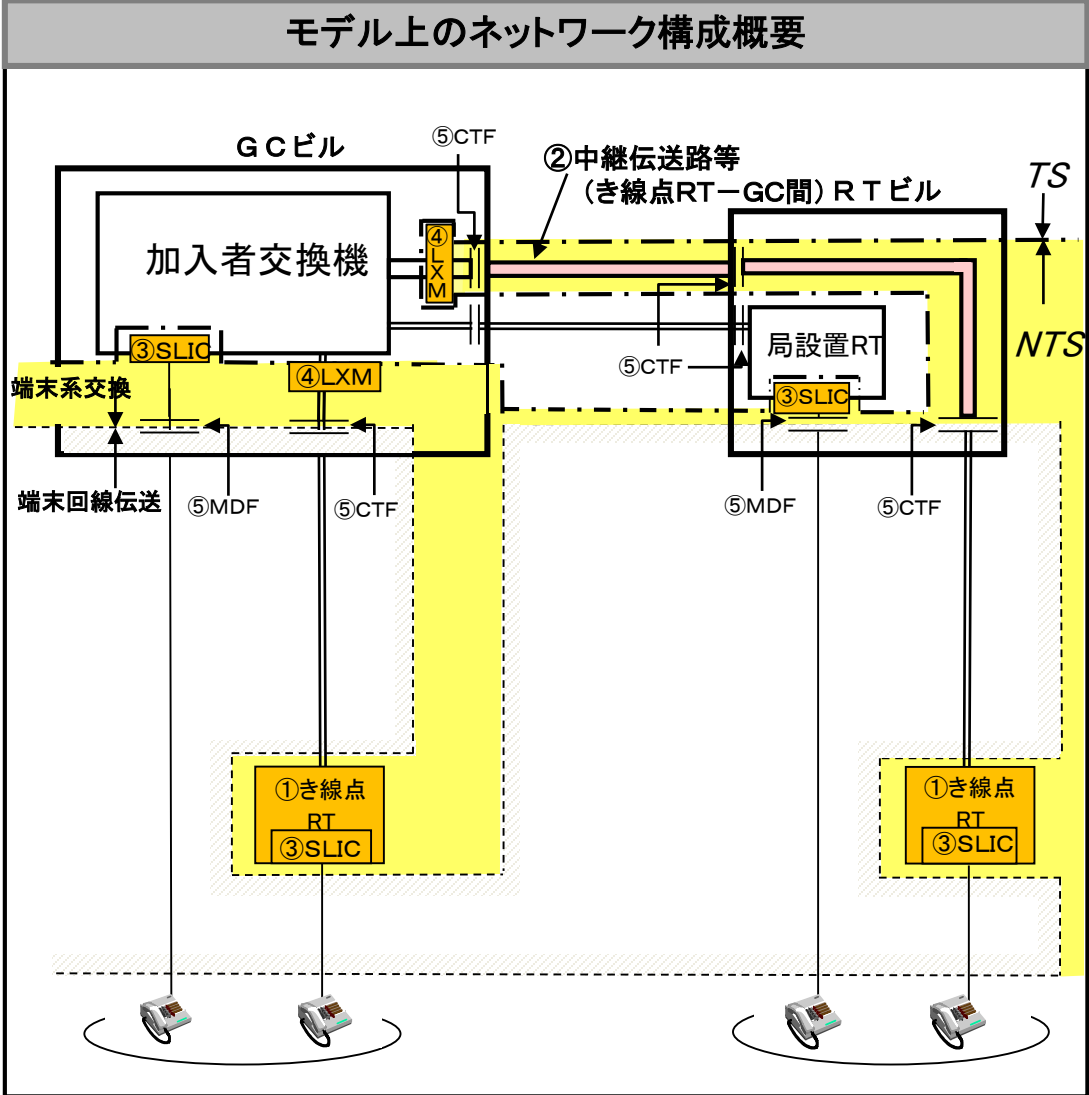 モデル上のネットワーク構成概要
GCビル
⑤CTF
②中継伝送路等
(き線点RT-GC間)
RTビル
TS
NTS
加入者交換機
④
L
X
M
③SLIC
④LXM
端末系交換
端末回線伝送
⑤MDF
⑤CTF
⑤CTF
局設置RT
③SLIC
⑤MDF
⑤CTF
①き線点
RT
③SLIC
①き線点
RT
③SLIC